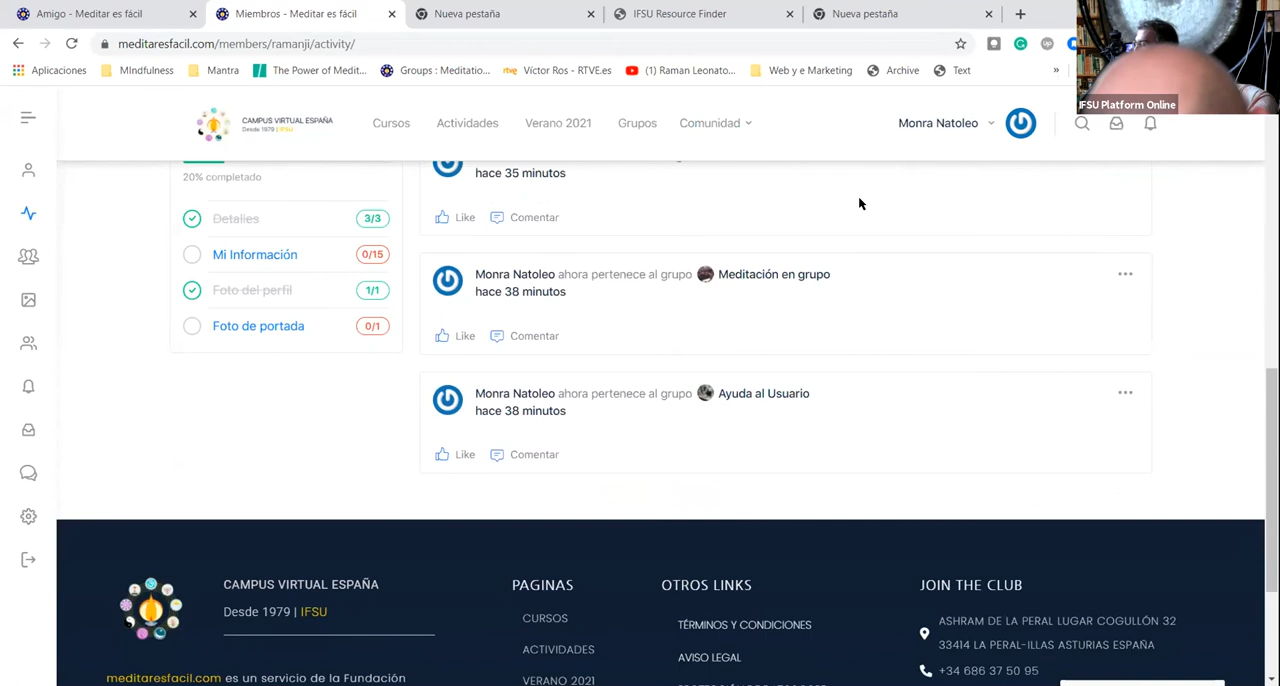 Amigo - Meditar es fácil
Miembros - Meditar es fácil
Nueva pestaña
IFSU Resource Finder
Nueva pestaña
meditaresfacil.com/members/ramanji/activity/
Aplicaciones
MIndfulness
Mantra
The Power of Medit...
Groups : Meditatio...
rtve
Víctor Ros - RTVE.es
(1) Raman Leonato...
Web y e Marketing
Archive
Text
»
IFSU Platform Online
CAMPUS VIRTUAL ESPAÑA
Desde 1979 | IFSU
Cursos
Actividades
Verano 2021
Grupos
Comunidad
Monra Natoleo
20% completado
Detalles
3/3
Mi Información
0/15
Foto del perfil
1/1
Foto de portada
0/1
hace 35 minutos
Like
Comentar
Monra Natoleo ahora pertenece al grupo Meditación en grupo
hace 38 minutos
Like
Comentar
Monra Natoleo ahora pertenece al grupo Ayuda al Usuario
hace 38 minutos
Like
Comentar
CAMPUS VIRTUAL ESPAÑA
Desde 1979 | IFSU
meditaresfacil.com es un servicio de la Fundación
PAGINAS
CURSOS
ACTIVIDADES
VERANO 2021
OTROS LINKS
TÉRMINOS Y CONDICIONES
AVISO LEGAL
JOIN THE CLUB
ASHRAM DE LA PERAL LUGAR COGULLÓN 32
33414 LA PERAL-ILLAS ASTURIAS ESPAÑA
+34 686 37 50 95